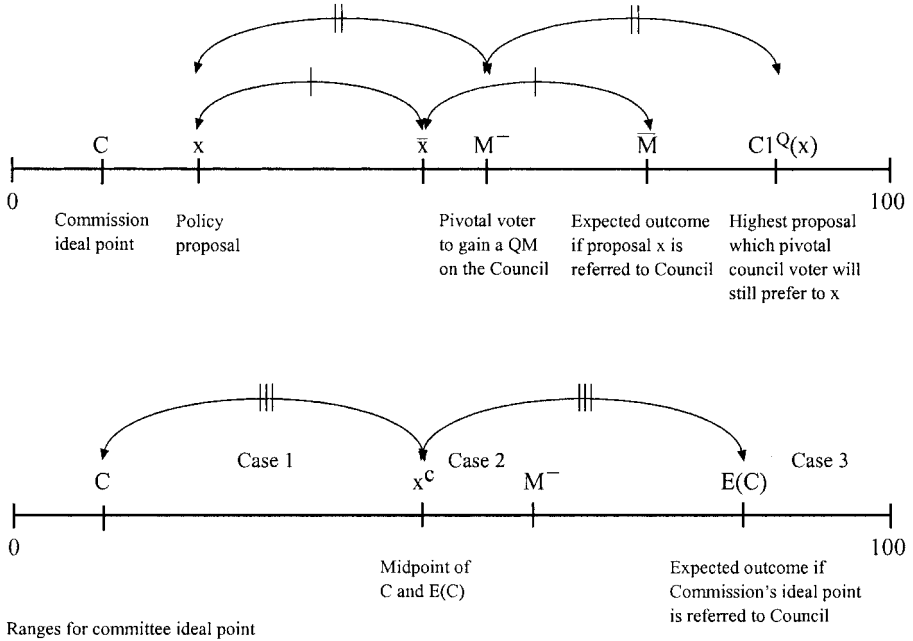 C x x̄ M⁻ M̄ C1^Q(x)
0 100
Commission
ideal point
Policy
proposal
Pivotal voter
to gain a QM
on the Council
Expected outcome
if proposal x is
referred to Council
Highest proposal
which pivotal
council voter will
still prefer to x
Case 1 Case 2 Case 3
C x^c M⁻ E(C)
0 100
Midpoint of
C and E(C)
Expected outcome if
Commission's ideal point
is referred to Council
Ranges for committee ideal point